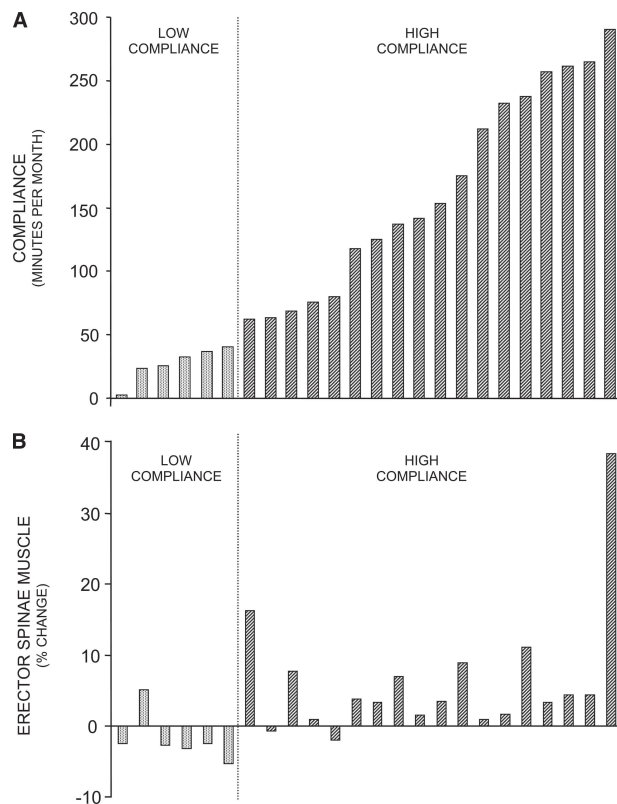 A
300
LOW
COMPLIANCE
HIGH
COMPLIANCE
250
200
150
100
50
0
COMPLIANCE
(MINUTES PER MONTH)
B
40
LOW
COMPLIANCE
HIGH
COMPLIANCE
30
20
10
0
-10
ERECTOR SPINAE MUSCLE
(% CHANGE)